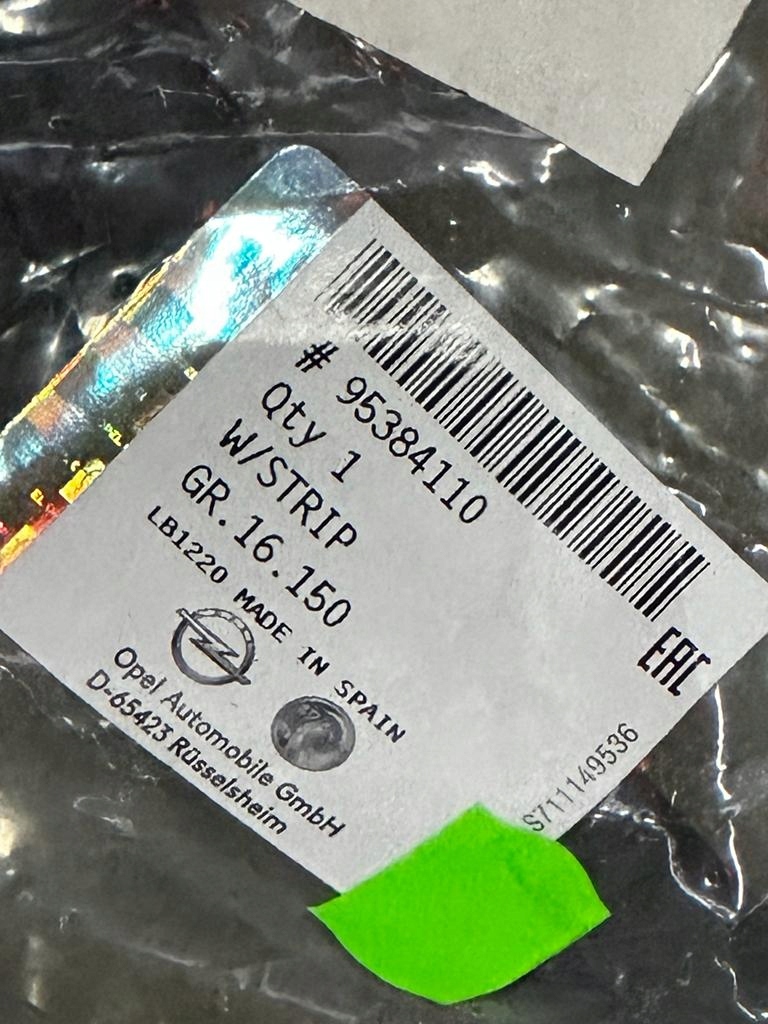 # 95384110
Qty 1
W/STRIP
GR.16.150
LB1220 MADE IN SPAIN
Opel Automobile GmbH
D-65423 Rüsselsheim
EAC
S711149536